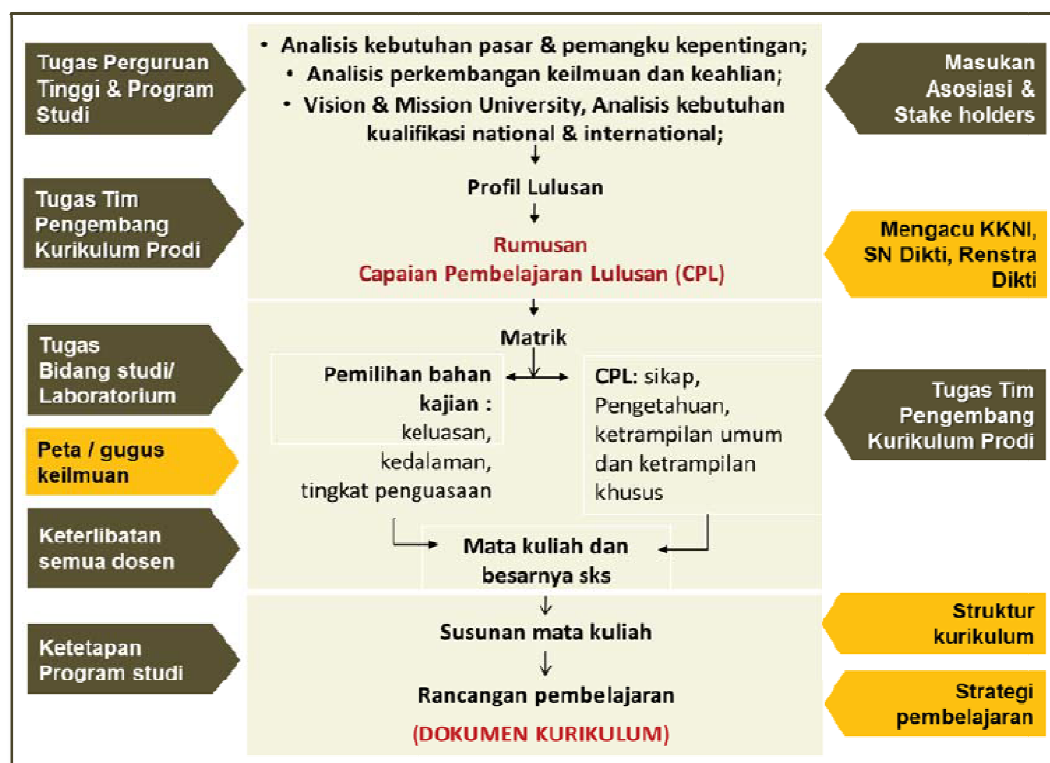 Tugas Perguruan
Tinggi & Program
Studi
• Analisis kebutuhan pasar & pemangku kepentingan;
• Analisis perkembangan keilmuan dan keahlian;
• Vision & Mission University, Analisis kebutuhan
kualifikasi national & international;
Masukan
Asosiasi &
Stake holders
Profil Lulusan
Tugas Tim
Pengembang
Kurikulum Prodi
Rumusan
Capaian Pembelajaran Lulusan (CPL)
Mengacu KKNI,
SN Dikti, Renstra
Dikti
Tugas
Bidang studi/
Laboratorium
Matrik
Pemilihan bahan
kajian :
keluasan,
kedalaman,
tingkat penguasaan
CPL: sikap,
Pengetahuan,
ketrampilan umum
dan ketrampilan
khusus
Tugas Tim
Pengembang
Kurikulum Prodi
Peta / gugus
keilmuan
Keterlibatan
semua dosen
Mata kuliah dan
besarnya sks
Susunan mata kuliah
Struktur
kurikulum
Ketetapan
Program studi
Rancangan pembelajaran
(DOKUMEN KURIKULUM)
Strategi
pembelajaran